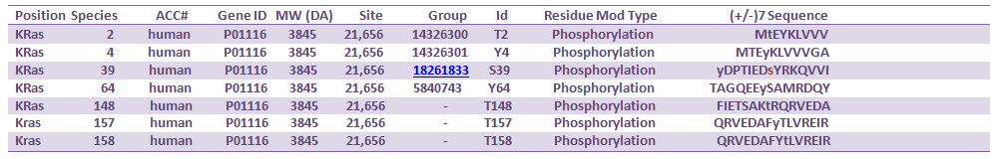 Position Species ACC# Gene ID MW (DA) Site Group Id Residue Mod Type (+/-)7 Sequence
KRas 2 human P01116 3845 21,656 14326300 T2 Phosphorylation MtEYKLVVV
KRas 4 human P01116 3845 21,656 14326301 Y4 Phosphorylation MTEyKLVVVGA
KRas 39 human P01116 3845 21,656 18261833 S39 Phosphorylation yDPTIEDsYRKQVVI
KRas 64 human P01116 3845 21,656 5840743 Y64 Phosphorylation TAGQEEySAMRDQY
KRas 148 human P01116 3845 21,656 - T148 Phosphorylation FIETSAKtRQRVEDA
Kras 157 human P01116 3845 21,656 - T157 Phosphorylation QRVEDAFyTLVREIR
Kras 158 human P01116 3845 21,656 - T158 Phosphorylation QRVEDAFYtLVREIR